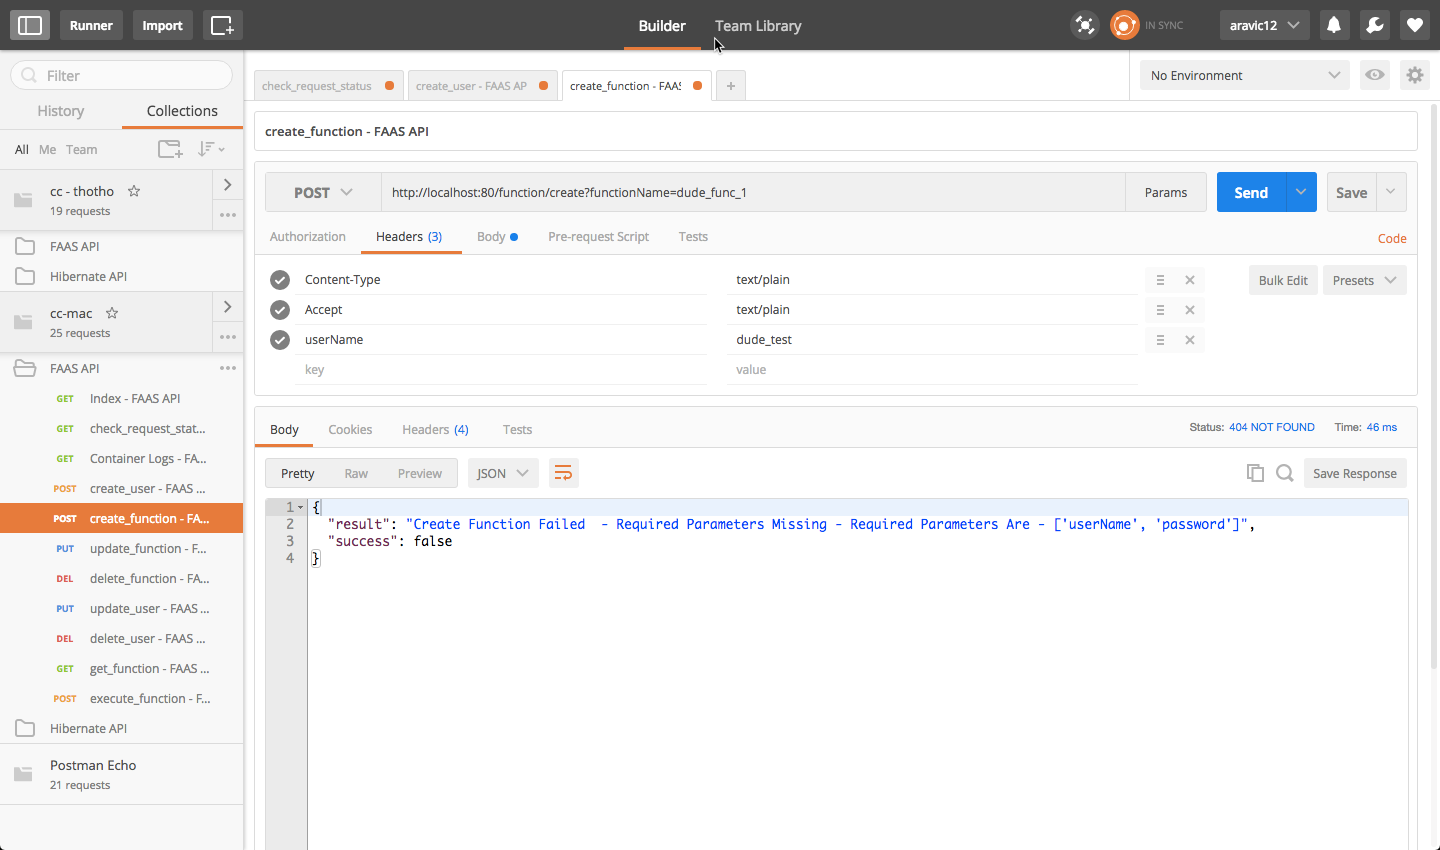 Runner
Import
Builder
Team Library
IN SYNC
aravic12
Filter
History
Collections
All
Me
Team
cc - thotho
19 requests
FAAS API
Hibernate API
cc-mac
25 requests
FAAS API
GET Index - FAAS API
GET check_request_stat...
GET Container Logs - FA...
POST create_user - FAAS ...
POST create_function - FA...
PUT update_function - F...
DEL delete_function - FA...
PUT update_user - FAAS ...
DEL delete_user - FAAS ...
GET get_function - FAAS ...
POST execute_function - F...
Hibernate API
Postman Echo
21 requests
check_request_status
create_user - FAAS AP
create_function - FAAS
+
No Environment
create_function - FAAS API
POST
http://localhost:80/function/create?functionName=dude_func_1
Params
Send
Save
Authorization
Headers (3)
Body
Pre-request Script
Tests
Code
Content-Type text/plain
Accept text/plain
userName dude_test
key value
Bulk Edit
Presets
Body
Cookies
Headers (4)
Tests
Status: 404 NOT FOUND
Time: 46 ms
Pretty
Raw
Preview
JSON
Save Response
1 {
2 "result": "Create Function Failed  - Required Parameters Missing - Required Parameters Are - ['userName', 'password']",
3 "success": false
4 }